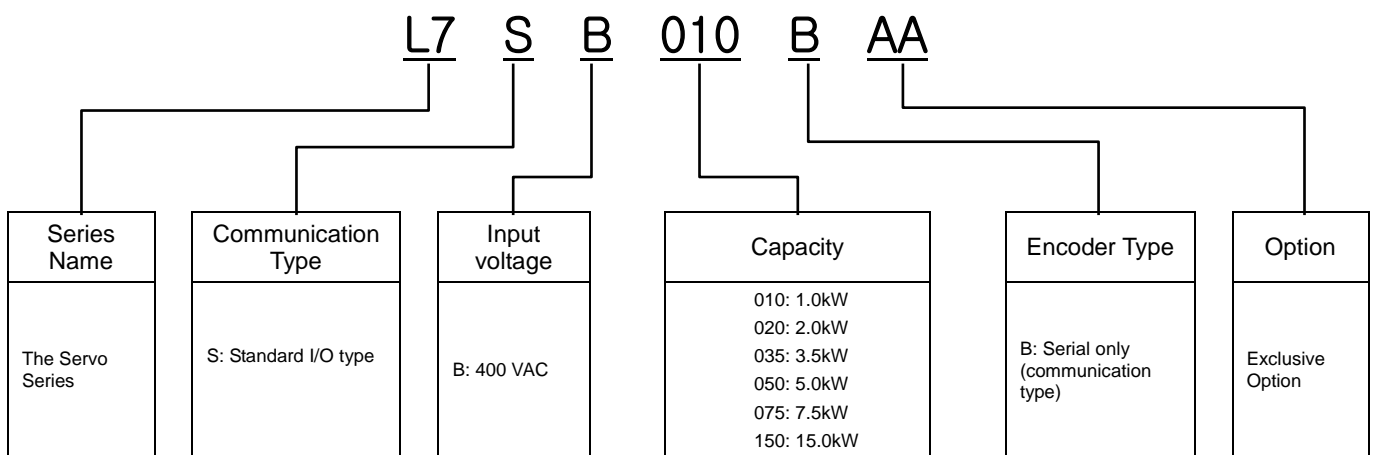 L7 S B 010 B AA
Series
Name
The Servo
Series
Communication
Type
S: Standard I/O type
Input
voltage
B: 400 VAC
Capacity
010: 1.0kW
020: 2.0kW
035: 3.5kW
050: 5.0kW
075: 7.5kW
150: 15.0kW
Encoder Type
B: Serial only
(communication
type)
Option
Exclusive
Option